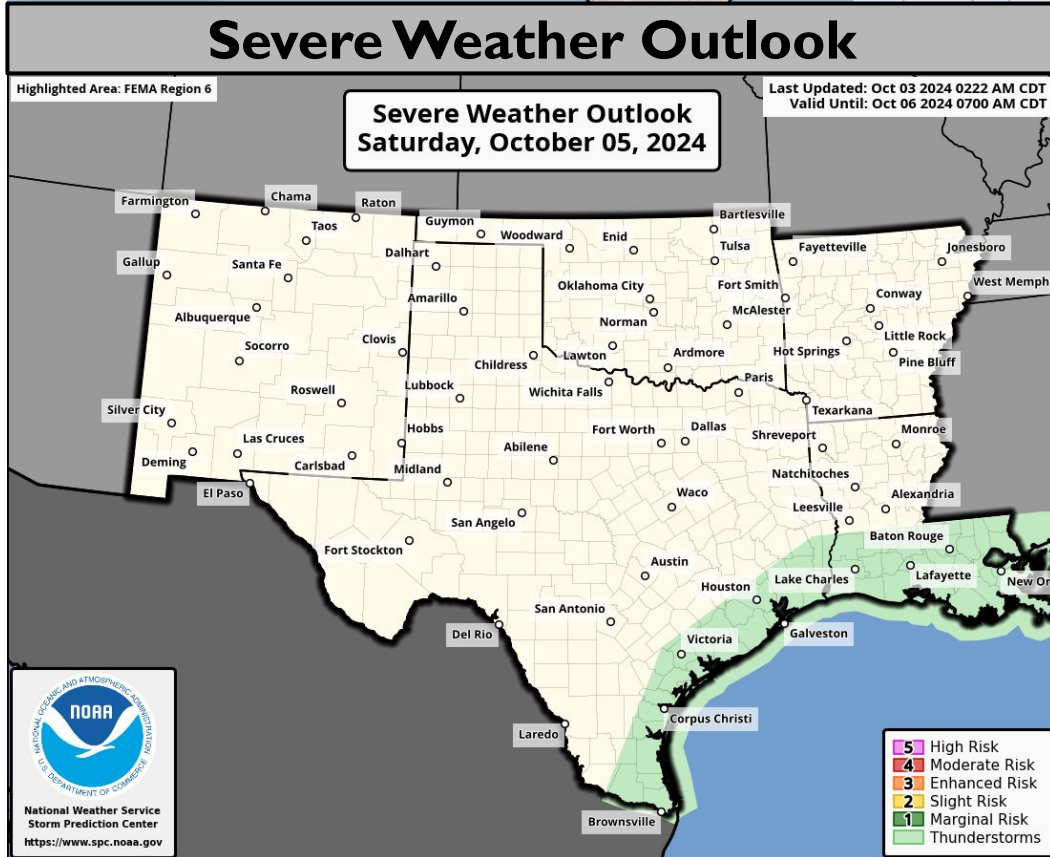 Severe Weather Outlook
Highlighted Area: FEMA Region 6
Last Updated: Oct 03 2024 0222 AM CDT
Valid Until: Oct 06 2024 0700 AM CDT
Severe Weather Outlook
Saturday, October 05, 2024
Farmington
Chama
Raton
Taos
Guymon
Woodward
Enid
Bartlesville
Tulsa
Fayetteville
Jonesboro
Gallup
Santa Fe
Dalhart
Oklahoma City
Fort Smith
West Memph
Albuquerque
Amarillo
Norman
McAlester
Conway
Socorro
Clovis
Childress
Lawton
Ardmore
Hot Springs
Little Rock
Pine Bluff
Roswell
Lubbock
Wichita Falls
Paris
Texarkana
Silver City
Las Cruces
Hobbs
Abilene
Fort Worth
Dallas
Shreveport
Monroe
Deming
Carlsbad
Midland
Natchitoches
El Paso
San Angelo
Waco
Leesville
Alexandria
Fort Stockton
Austin
Baton Rouge
Houston
Lake Charles
Lafayette
New Or
San Antonio
Del Rio
Victoria
Galveston
Laredo
Corpus Christi
Brownsville
NATIONAL OCEANIC AND ATMOSPHERIC ADMINISTRATION
NOAA
U.S. DEPARTMENT OF COMMERCE
National Weather Service
Storm Prediction Center
https://www.spc.noaa.gov
5 High Risk
4 Moderate Risk
3 Enhanced Risk
2 Slight Risk
1 Marginal Risk
Thunderstorms